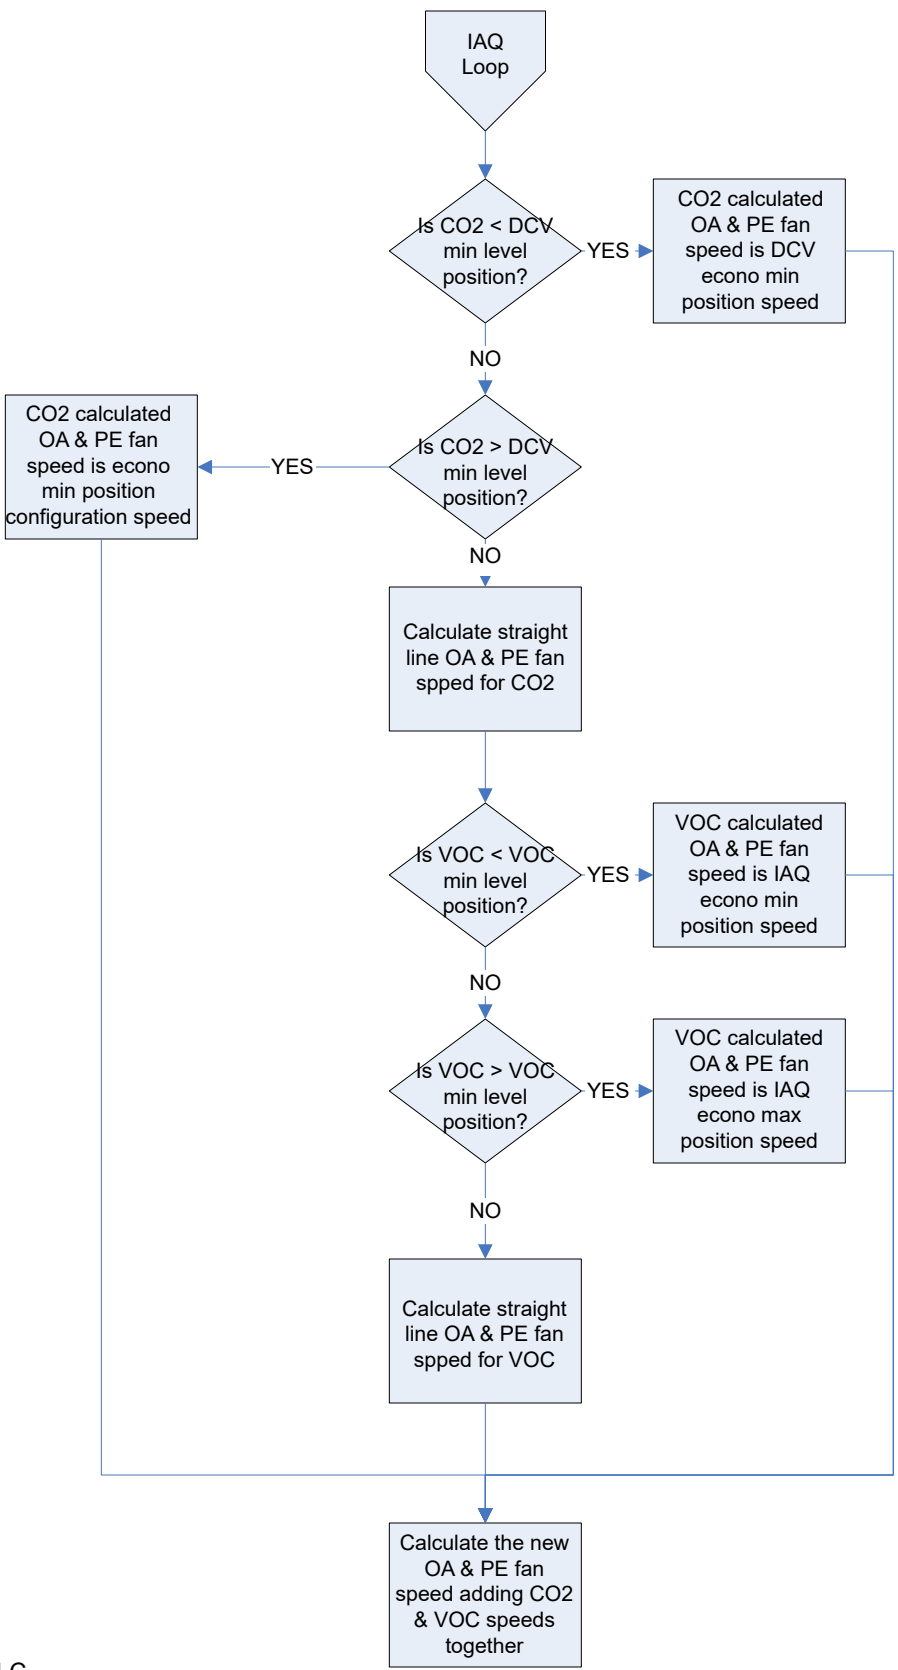 IAQ
Loop
Is CO2 < DCV
min level
position?
YES
CO2 calculated
OA & PE fan
speed is DCV
econo min
position speed
NO
CO2 calculated
OA & PE fan
speed is econo
min position
configuration speed
YES
Is CO2 > DCV
min level
position?
NO
Calculate straight
line OA & PE fan
spped for CO2
Is VOC < VOC
min level
position?
YES
VOC calculated
OA & PE fan
speed is IAQ
econo min
position speed
NO
Is VOC > VOC
min level
position?
YES
VOC calculated
OA & PE fan
speed is IAQ
econo max
position speed
NO
Calculate straight
line OA & PE fan
spped for VOC
Calculate the new
OA & PE fan
speed adding CO2
& VOC speeds
together